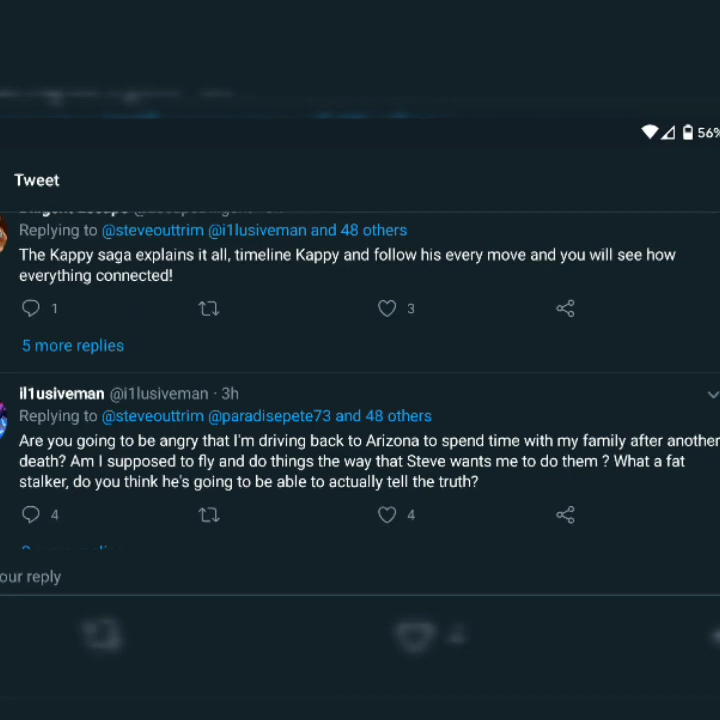 56%
Tweet
Replying to @steveouttrim @i1lusiveman and 48 others
The Kappy saga explains it all, timeline Kappy and follow his every move and you will see how
everything connected!
1
3
5 more replies
il1usiveman @i1lusiveman · 3h
Replying to @steveouttrim @paradisepete73 and 48 others
Are you going to be angry that I'm driving back to Arizona to spend time with my family after another
death? Am I supposed to fly and do things the way that Steve wants me to do them ? What a fat
stalker, do you think he's going to be able to actually tell the truth?
4
4
our reply